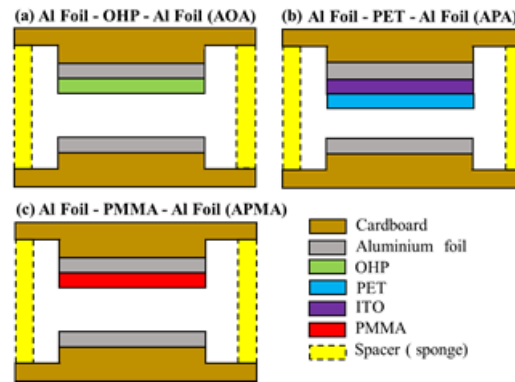 (a) Al Foil - OHP - Al Foil (AOA)
(b) Al Foil - PET - Al Foil (APA)
(c) Al Foil - PMMA - Al Foil (APMA)
Cardboard
Aluminium foil
OHP
PET
ITO
PMMA
Spacer ( sponge)